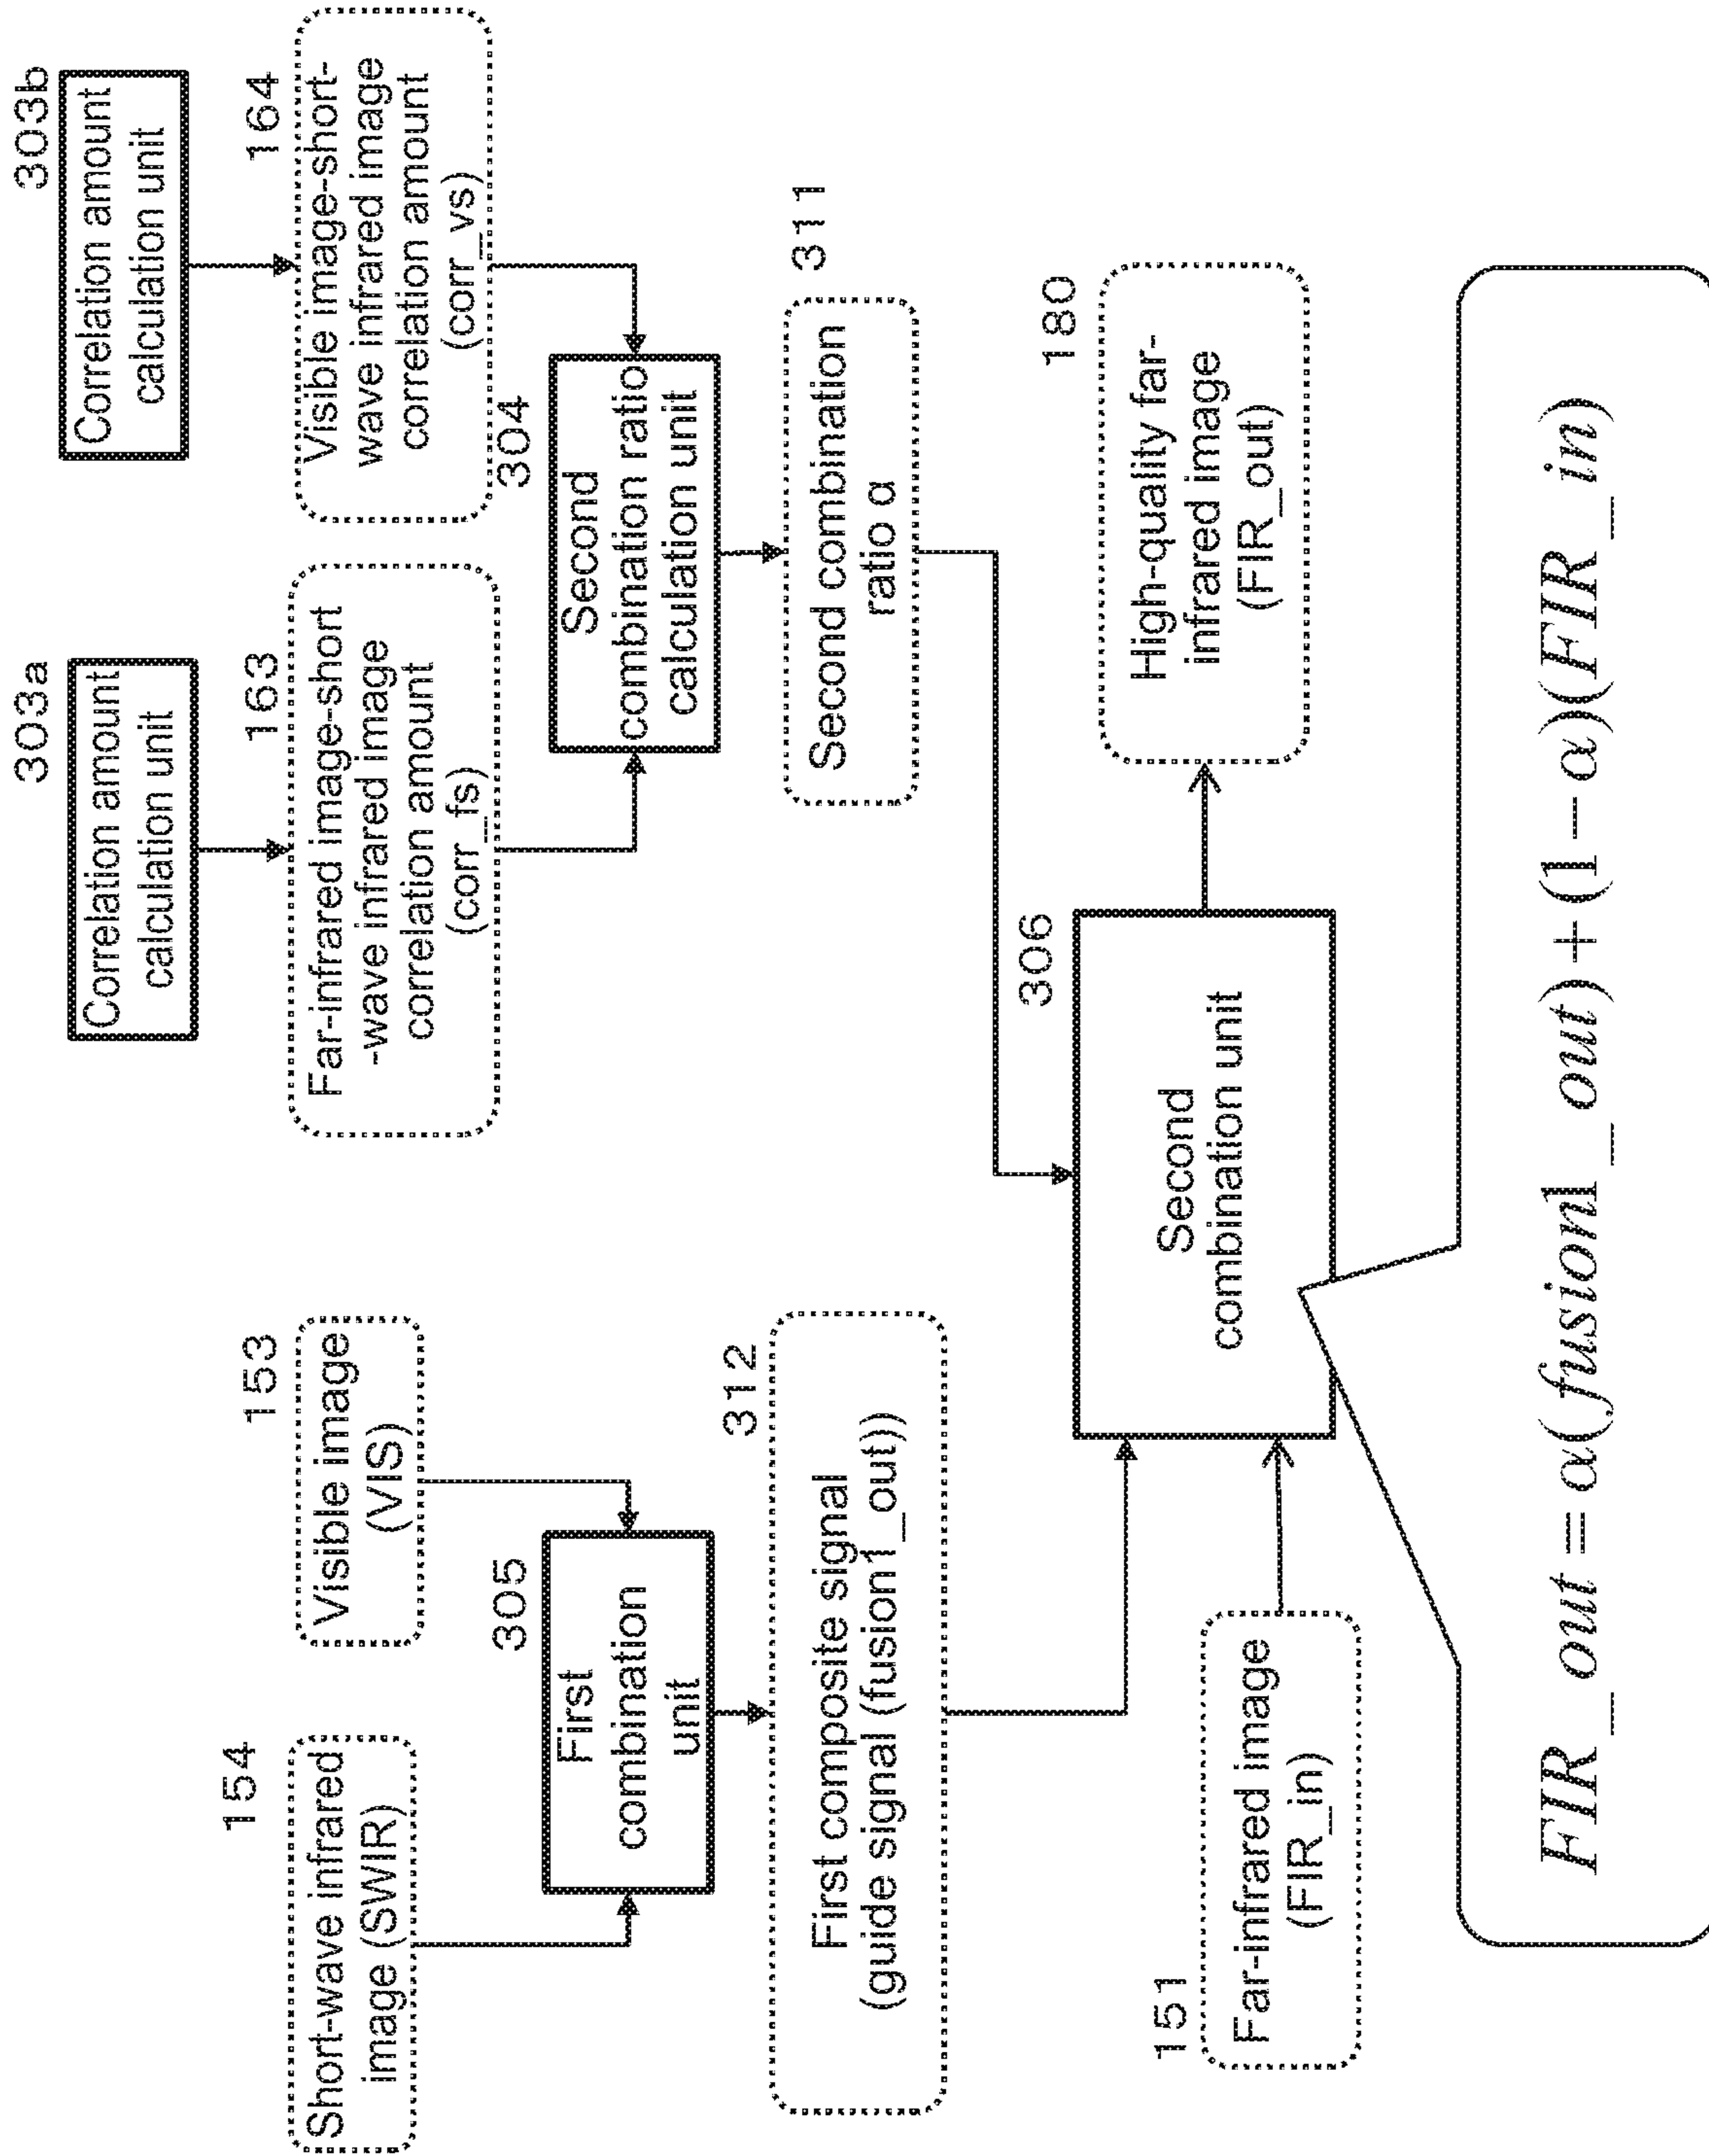 154
Short-wave infrared
image (SWIR)
153
Visible image
(VIS)
305
First
combination
unit
312
First composite signal
(guide signal (fusion1_out))
303a
Correlation amount
calculation unit
163
Far-infrared image-short
-wave infrared image
correlation amount
(corr_fs)
303b
Correlation amount
calculation unit
164
Visible image-short-
wave infrared image
correlation amount
(corr_vs)
304
Second
combination ratio
calculation unit
311
Second combination
ratio α
151
Far-infrared image
(FIR_in)
306
Second
combination unit
180
High-quality far-
infrared image
(FIR_out)
FIR_out = α(fusion1_out) + (1 − α)(FIR_in)